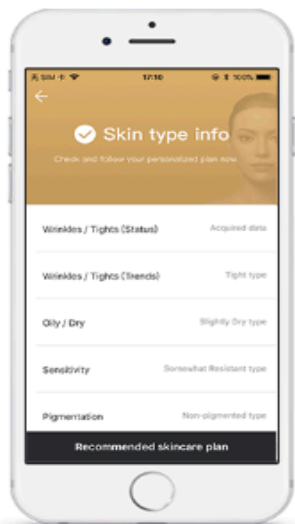 17:10
100%
Skin type info
Check and follow your personalized plan now
Wrinkles / Tights (Status) Acquired data
Wrinkles / Tights (Trends) Tight type
Oily / Dry Slightly Dry type
Sensitivity Somewhat Resistant type
Pigmentation Non-pigmented type
Recommended skincare plan